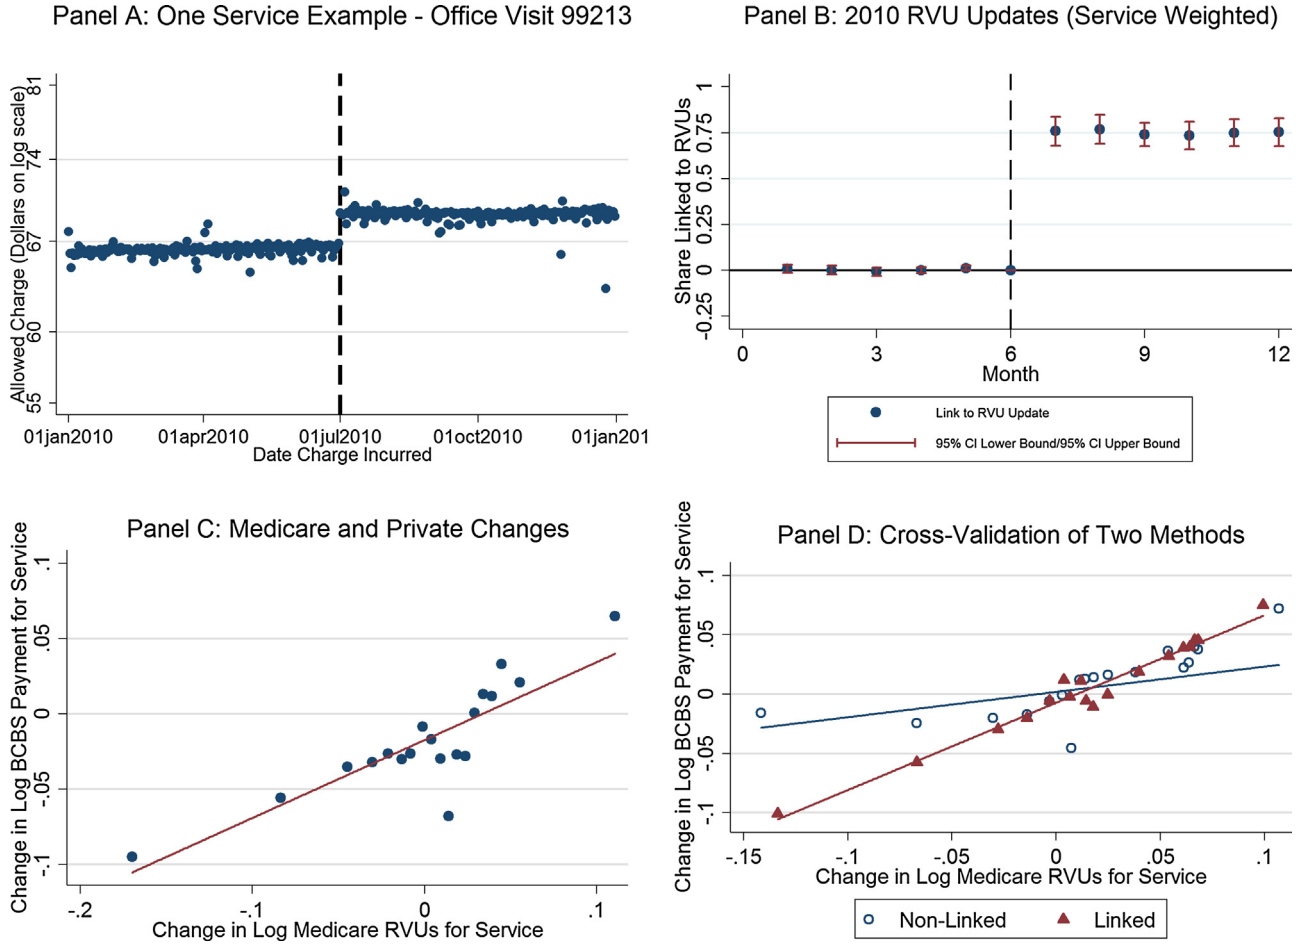 Panel A: One Service Example - Office Visit 99213
Allowed Charge (Dollars on log scale)
81
74
67
60
55
01jan2010
01apr2010
01jul2010
01oct2010
01jan201
Date Charge Incurred
Panel B: 2010 RVU Updates (Service Weighted)
Share Linked to RVUs
1
0.75
0.5
0.25
0
-0.25
0
3
6
9
12
Month
Link to RVU Update
95% CI Lower Bound/95% CI Upper Bound
Panel C: Medicare and Private Changes
Change in Log BCBS Payment for Service
.1
.05
0
-.05
-.1
-.2
-.1
0
.1
Change in Log Medicare RVUs for Service
Panel D: Cross-Validation of Two Methods
Change in Log BCBS Payment for Service
.1
.05
0
-.05
-.1
-.15
-.1
-.05
0
.05
.1
Change in Log Medicare RVUs for Service
Non-Linked
Linked